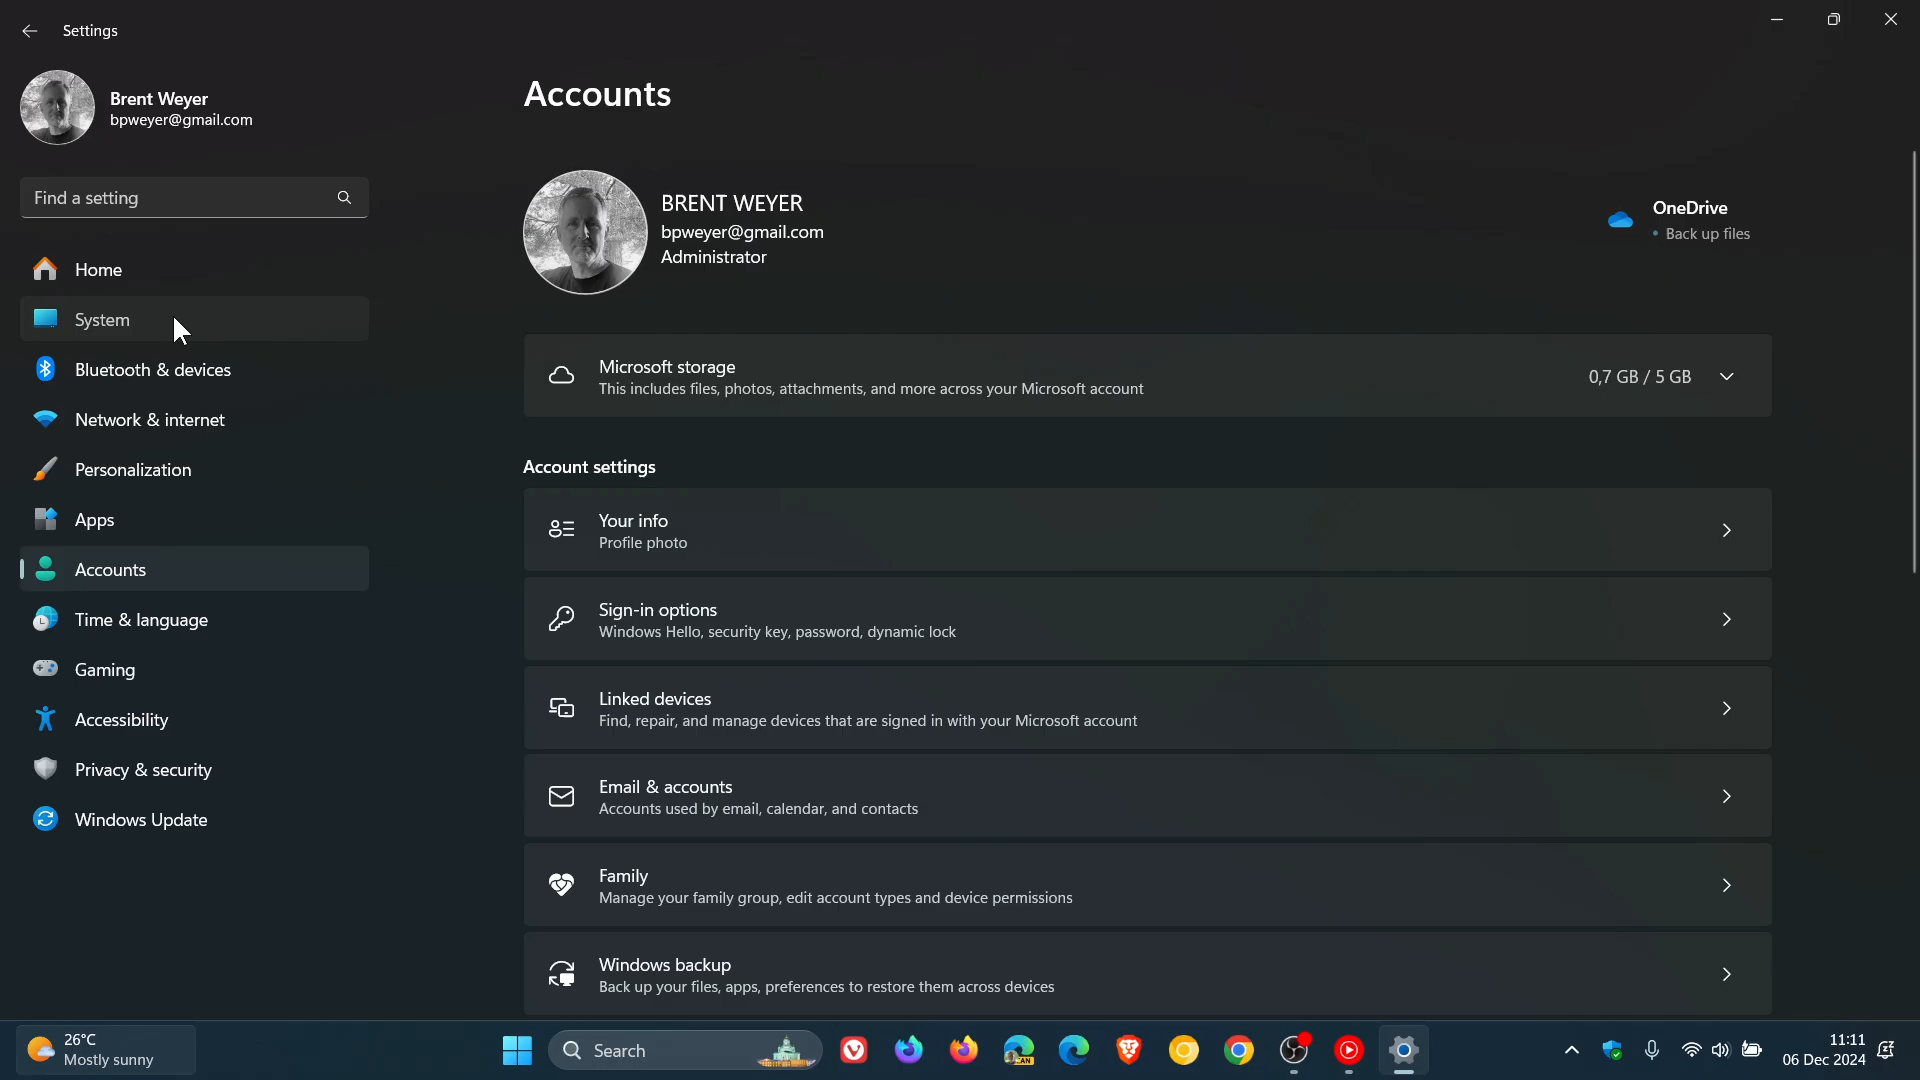 Settings
Brent Weyer
bpweyer@gmail.com
Find a setting
Home
System
Bluetooth & devices
Network & internet
Personalization
Apps
Accounts
Time & language
Gaming
Accessibility
Privacy & security
Windows Update
Accounts
BRENT WEYER
bpweyer@gmail.com
Administrator
OneDrive
• Back up files
Microsoft storage
This includes files, photos, attachments, and more across your Microsoft account
0,7 GB / 5 GB
Account settings
Your info
Profile photo
Sign-in options
Windows Hello, security key, password, dynamic lock
Linked devices
Find, repair, and manage devices that are signed in with your Microsoft account
Email & accounts
Accounts used by email, calendar, and contacts
Family
Manage your family group, edit account types and device permissions
Windows backup
Back up your files, apps, preferences to restore them across devices
26°C
Mostly sunny
Search
CAN
11:11
06 Dec 2024